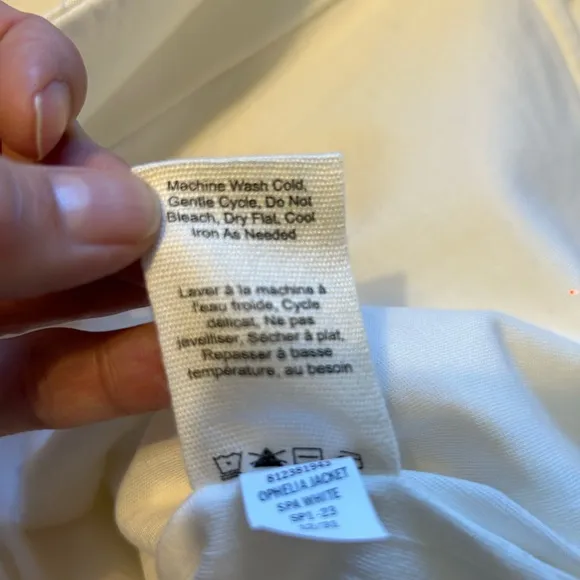 Machine Wash Cold,
Gentle Cycle, Do Not
Bleach, Dry Flat, Cool
Iron As Needed
Laver à la machine à
l'eau froide, Cycle
délicat, Ne pas
javelliser, Sécher à plat,
Repasser à basse
température, au besoin
812381943
OPHELIA JACKET
SPA WHITE
SP1-23